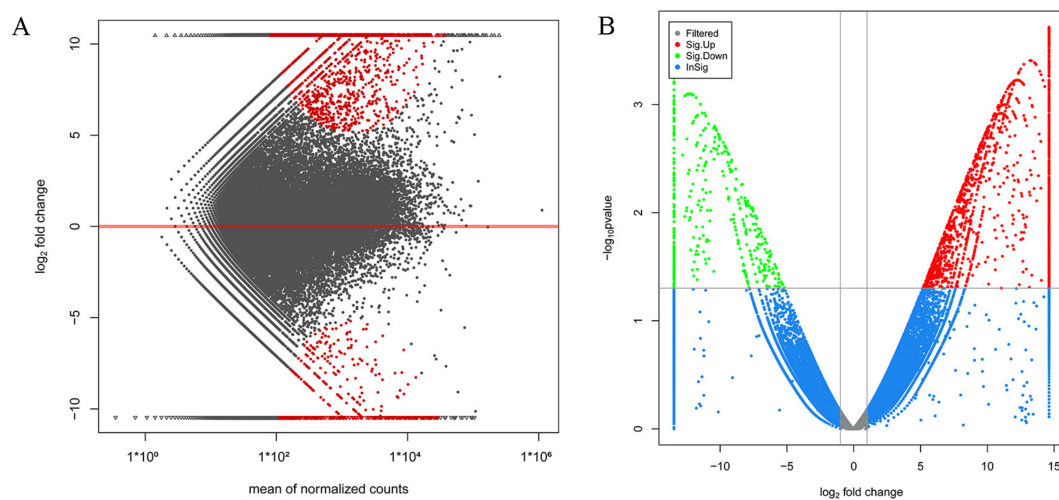 A
log₂ fold change
10
5
0
−5
−10
1*10⁰
1*10²
1*10⁴
1*10⁶
mean of normalized counts
B
Filtered
Sig.Up
Sig.Down
InSig
−log₁₀pvalue
3
2
1
0
−10
−5
0
5
10
15
log₂ fold change